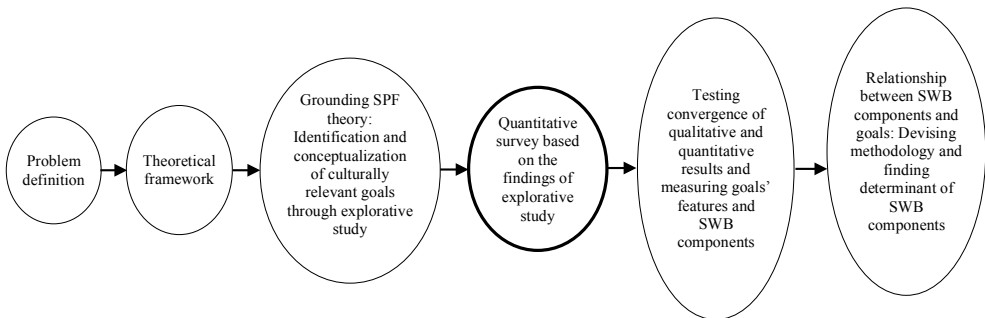 Problem
definition
Theoretical
framework
Grounding SPF
theory:
Identification and
conceptualization
of culturally
relevant goals
through explorative
study
Quantitative
survey based
on the
findings of
explorative
study
Testing
convergence of
qualitative and
quantitative
results and
measuring goals’
features and
SWB
components
Relationship
between SWB
components and
goals: Devising
methodology and
finding
determinant of
SWB
components